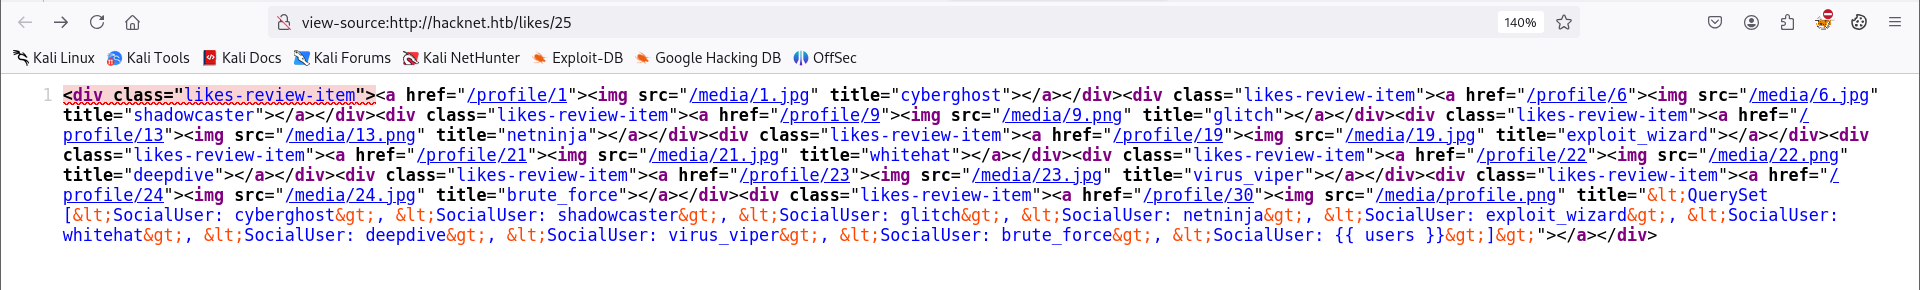 view-source:http://hacknet.htb/likes/25
140%
Kali Linux Kali Tools Kali Docs Kali Forums Kali NetHunter Exploit-DB Google Hacking DB OffSec
1 <div class="likes-review-item"><a href="/profile/1"><img src="/media/1.jpg" title="cyberghost"></a></div><div class="likes-review-item"><a href="/profile/6"><img src="/media/6.jpg"
title="shadowcaster"></a></div><div class="likes-review-item"><a href="/profile/9"><img src="/media/9.png" title="glitch"></a></div><div class="likes-review-item"><a href="/
profile/13"><img src="/media/13.png" title="netninja"></a></div><div class="likes-review-item"><a href="/profile/19"><img src="/media/19.jpg" title="exploit_wizard"></a></div><div
class="likes-review-item"><a href="/profile/21"><img src="/media/21.jpg" title="whitehat"></a></div><div class="likes-review-item"><a href="/profile/22"><img src="/media/22.png"
title="deepdive"></a></div><div class="likes-review-item"><a href="/profile/23"><img src="/media/23.jpg" title="virus_viper"></a></div><div class="likes-review-item"><a href="/
profile/24"><img src="/media/24.jpg" title="brute_force"></a></div><div class="likes-review-item"><a href="/profile/30"><img src="/media/profile.png" title="&lt;QuerySet
[&lt;SocialUser: cyberghost&gt;, &lt;SocialUser: shadowcaster&gt;, &lt;SocialUser: glitch&gt;, &lt;SocialUser: netninja&gt;, &lt;SocialUser: exploit_wizard&gt;, &lt;SocialUser:
whitehat&gt;, &lt;SocialUser: deepdive&gt;, &lt;SocialUser: virus_viper&gt;, &lt;SocialUser: brute_force&gt;, &lt;SocialUser: {{ users }}&gt;]&gt;"></a></div>